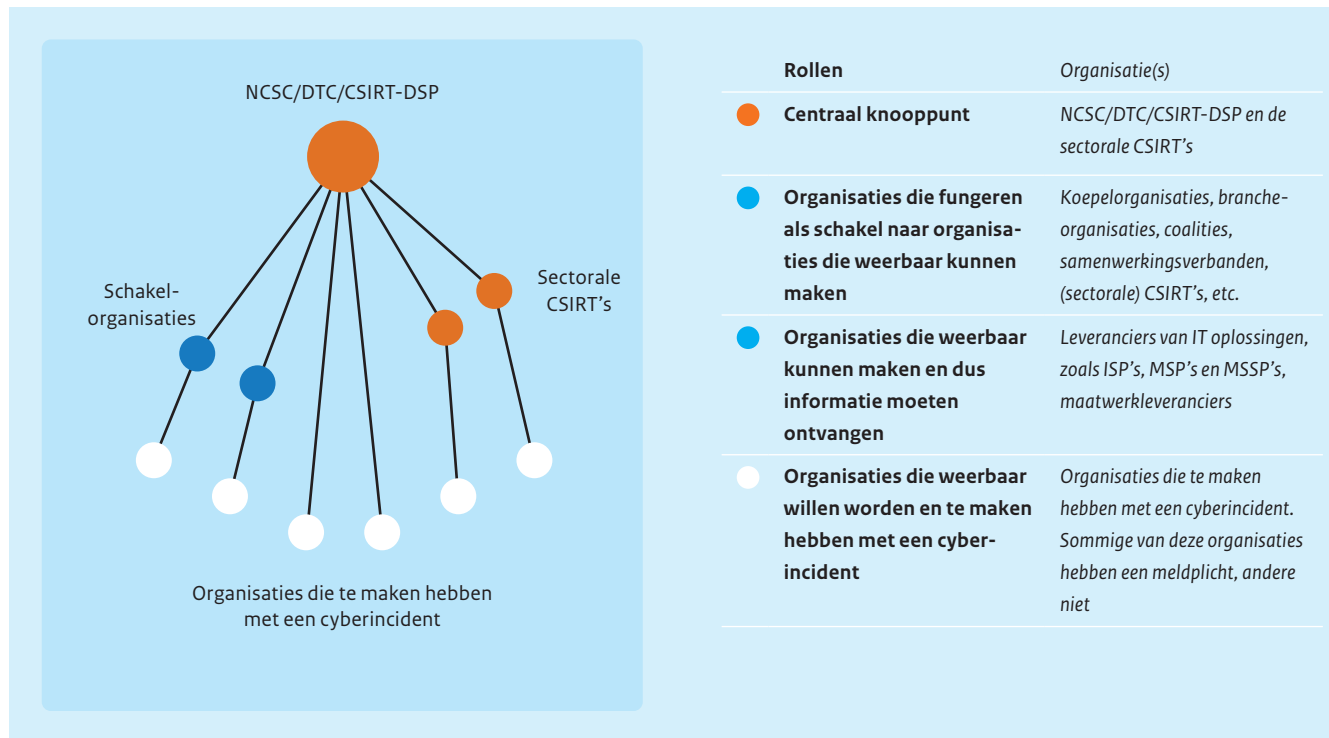 NCSC/DTC/CSIRT-DSP
Schakel-
organisaties
Sectorale
CSIRT’s
Organisaties die te maken hebben
met een cyberincident
Rollen
Organisatie(s)
Centraal knooppunt
NCSC/DTC/CSIRT-DSP en de
sectorale CSIRT’s
Organisaties die fungeren
als schakel naar organisa-
ties die weerbaar kunnen
maken
Koepelorganisaties, branche-
organisaties, coalities,
samenwerkingsverbanden,
(sectorale) CSIRT’s, etc.
Organisaties die weerbaar
kunnen maken en dus
informatie moeten
ontvangen
Leveranciers van IT oplossingen,
zoals ISP’s, MSP’s en MSSP’s,
maatwerkleveranciers
Organisaties die weerbaar
willen worden en te maken
hebben met een cyber-
incident
Organisaties die te maken
hebben met een cyberincident.
Sommige van deze organisaties
hebben een meldplicht, andere
niet